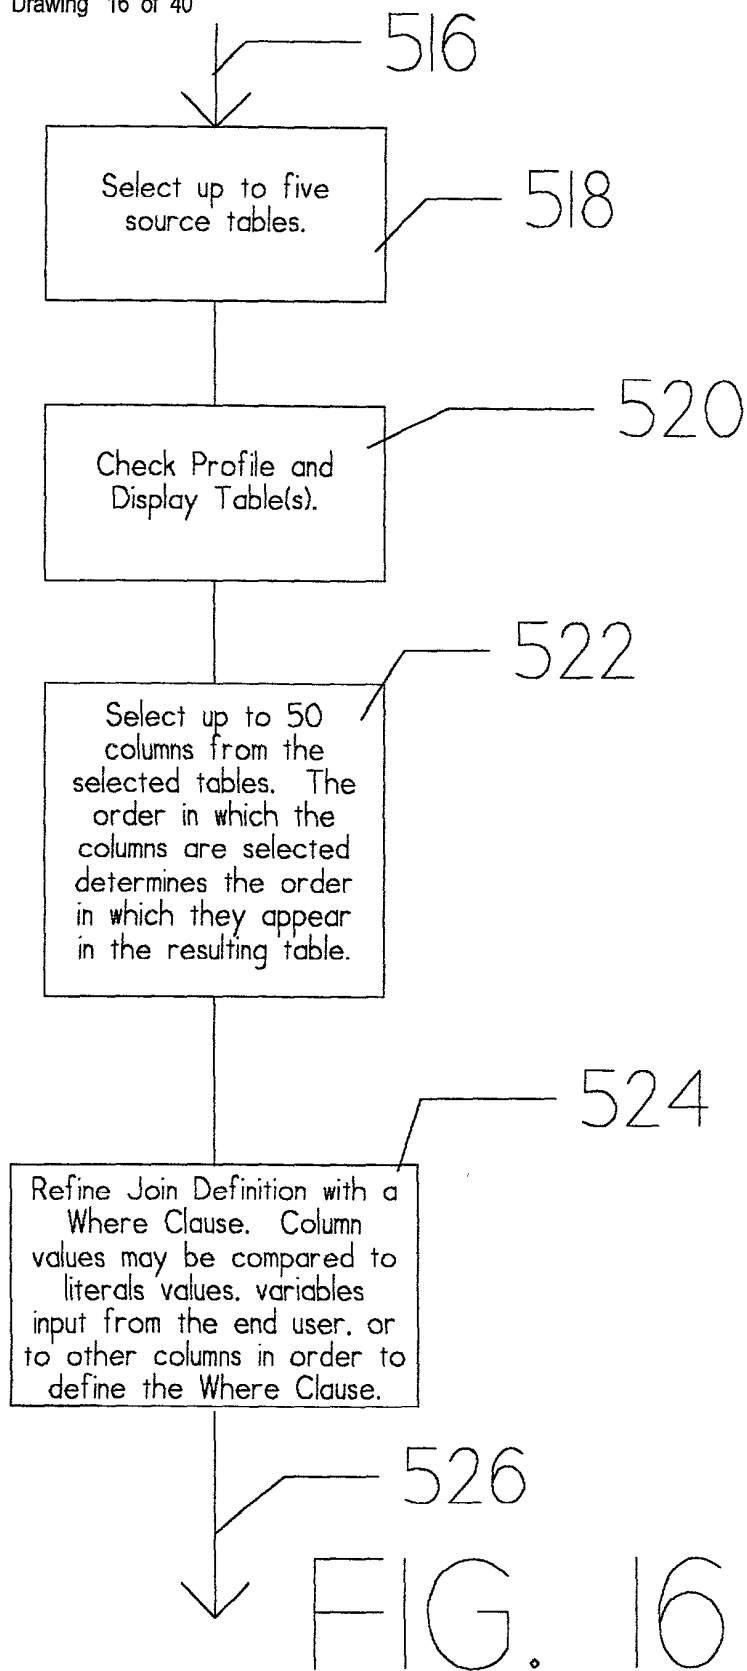 Drawing 16 of 40
516
Select up to five
source tables.
518
520
Check Profile and
Display Table(s).
522
Select up to 50
columns from the
selected tables. The
order in which the
columns are selected
determines the order
in which they appear
in the resulting table.
524
Refine Join Definition with a
Where Clause. Column
values may be compared to
literals values, variables
input from the end user, or
to other columns in order to
define the Where Clause.
526
FIG. 16